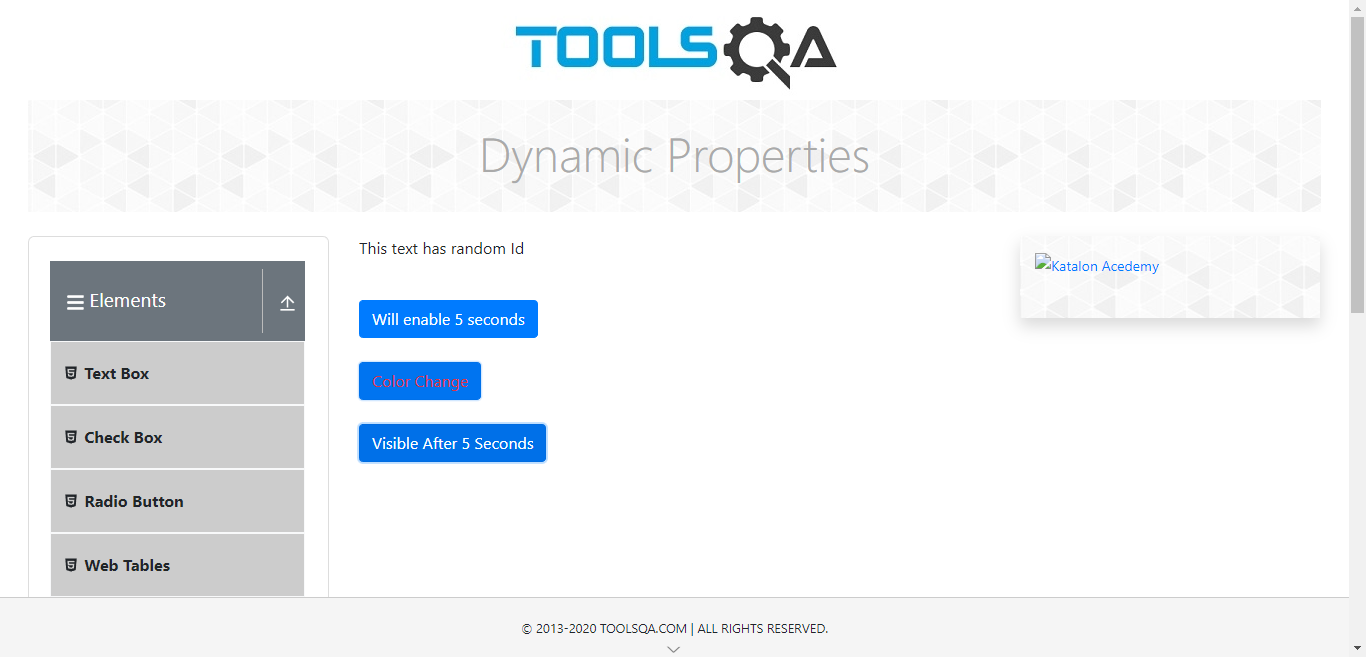 TOOLSQA
Dynamic Properties
Elements
Text Box
Check Box
Radio Button
Web Tables
This text has random Id
Will enable 5 seconds
Color Change
Visible After 5 Seconds
Katalon Acedemy
© 2013-2020 TOOLSQA.COM | ALL RIGHTS RESERVED.